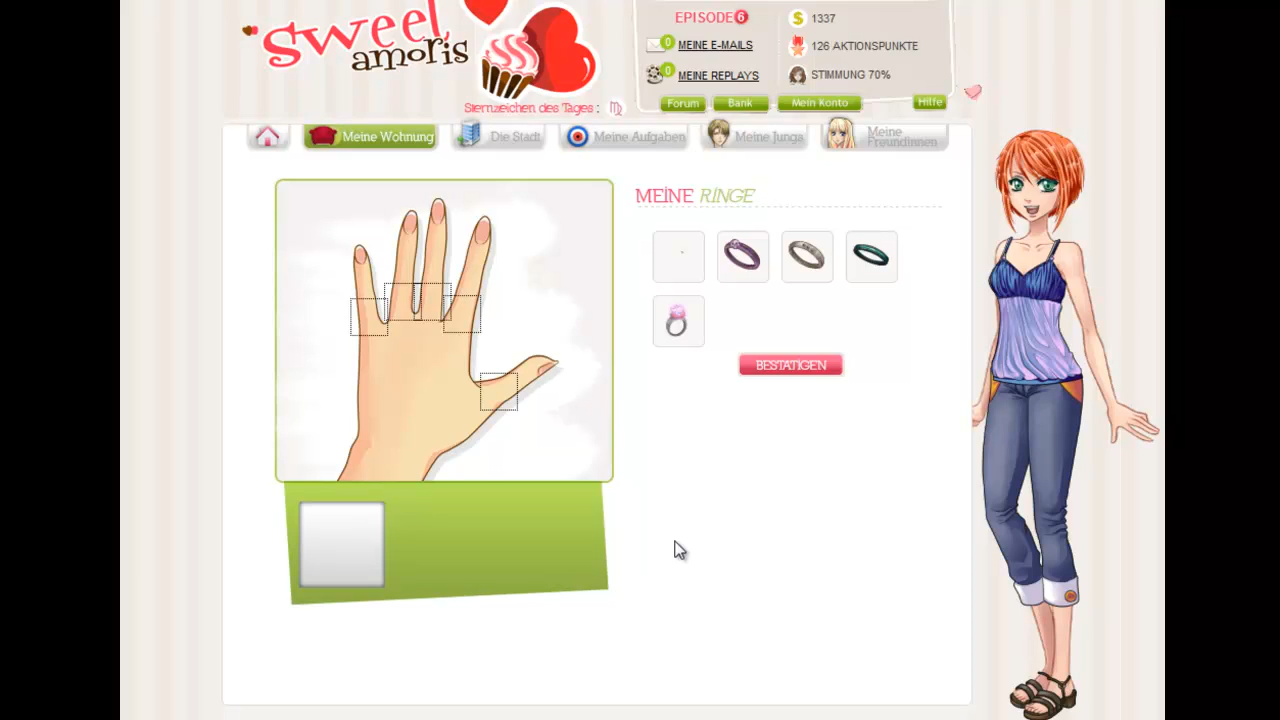 sweet
amoris
EPISODE 6
1337
0 MEINE E-MAILS
126 AKTIONSPUNKTE
0 MEINE REPLAYS
STIMMUNG 70%
Sternzeichen des Tages : ♍
Forum
Bank
Mein Konto
Hilfe
Meine Wohnung
Die Stadt
Meine Aufgaben
Meine Jungs
Meine
Freundinnen
MEINE RINGE
BESTÄTIGEN